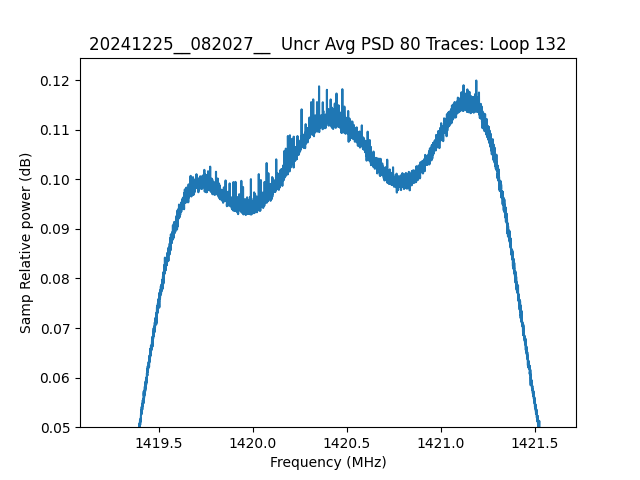 20241225__082027__  Uncr Avg PSD 80 Traces: Loop 132
0.12
0.11
0.10
0.09
0.08
0.07
0.06
0.05
Samp Relative power (dB)
1419.5 1420.0 1420.5 1421.0 1421.5
Frequency (MHz)